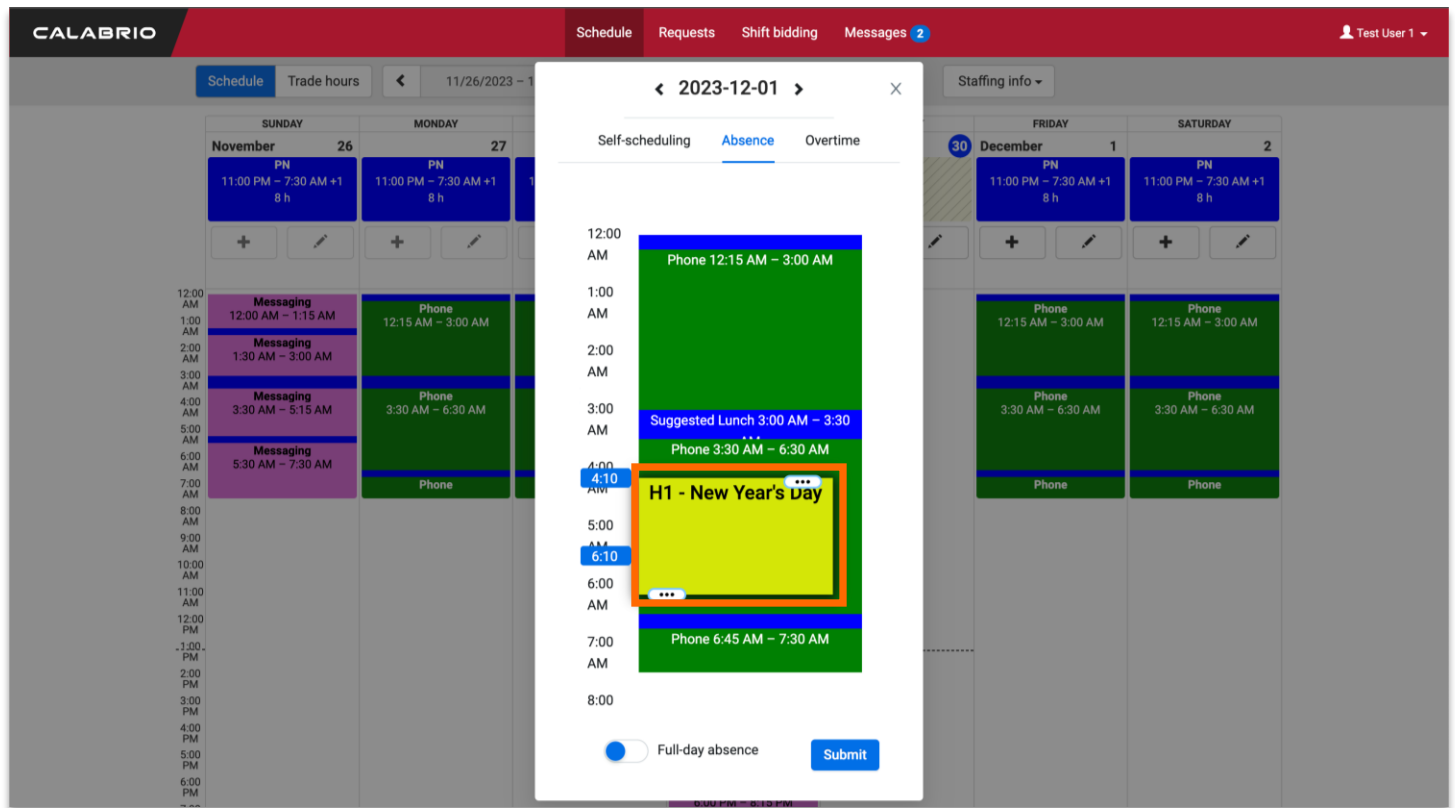 CALABRIO
Schedule Requests Shift bidding Messages 2
Test User 1
Schedule Trade hours 11/26/2023 – 1
Staffing info
2023-12-01 X
Self-scheduling Absence Overtime
SUNDAY MONDAY FRIDAY SATURDAY
November 26 27 30 December 1 2
PN PN PN PN
11:00 PM – 7:30 AM +1 11:00 PM – 7:30 AM +1 1 11:00 PM – 7:30 AM +1 11:00 PM – 7:30 AM +1
8 h 8 h 8 h 8 h
12:00
AM
1:00
AM
2:00
AM
3:00
AM
4:00
AM
5:00
AM
6:00
AM
7:00
AM
8:00
AM
9:00
AM
10:00
AM
11:00
AM
12:00
PM
1:00
PM
2:00
PM
3:00
PM
4:00
PM
5:00
PM
6:00
PM
Messaging
12:00 AM – 1:15 AM
Messaging
1:30 AM – 3:00 AM
Messaging
3:30 AM – 5:15 AM
Messaging
5:30 AM – 7:30 AM
Phone
12:15 AM – 3:00 AM
Phone
3:30 AM – 6:30 AM
Phone
12:00
AM
Phone 12:15 AM – 3:00 AM
1:00
AM
2:00
AM
3:00
AM
Suggested Lunch 3:00 AM – 3:30
Phone 3:30 AM – 6:30 AM
4:00
4:10
AM
H1 - New Year's Day
5:00
AM
6:10
6:00
AM
7:00
AM
Phone 6:45 AM – 7:30 AM
8:00
Full-day absence Submit
6:00 PM – 8:15 PM
Phone
12:15 AM – 3:00 AM
Phone
3:30 AM – 6:30 AM
Phone
Phone
12:15 AM – 3:00 AM
Phone
3:30 AM – 6:30 AM
Phone